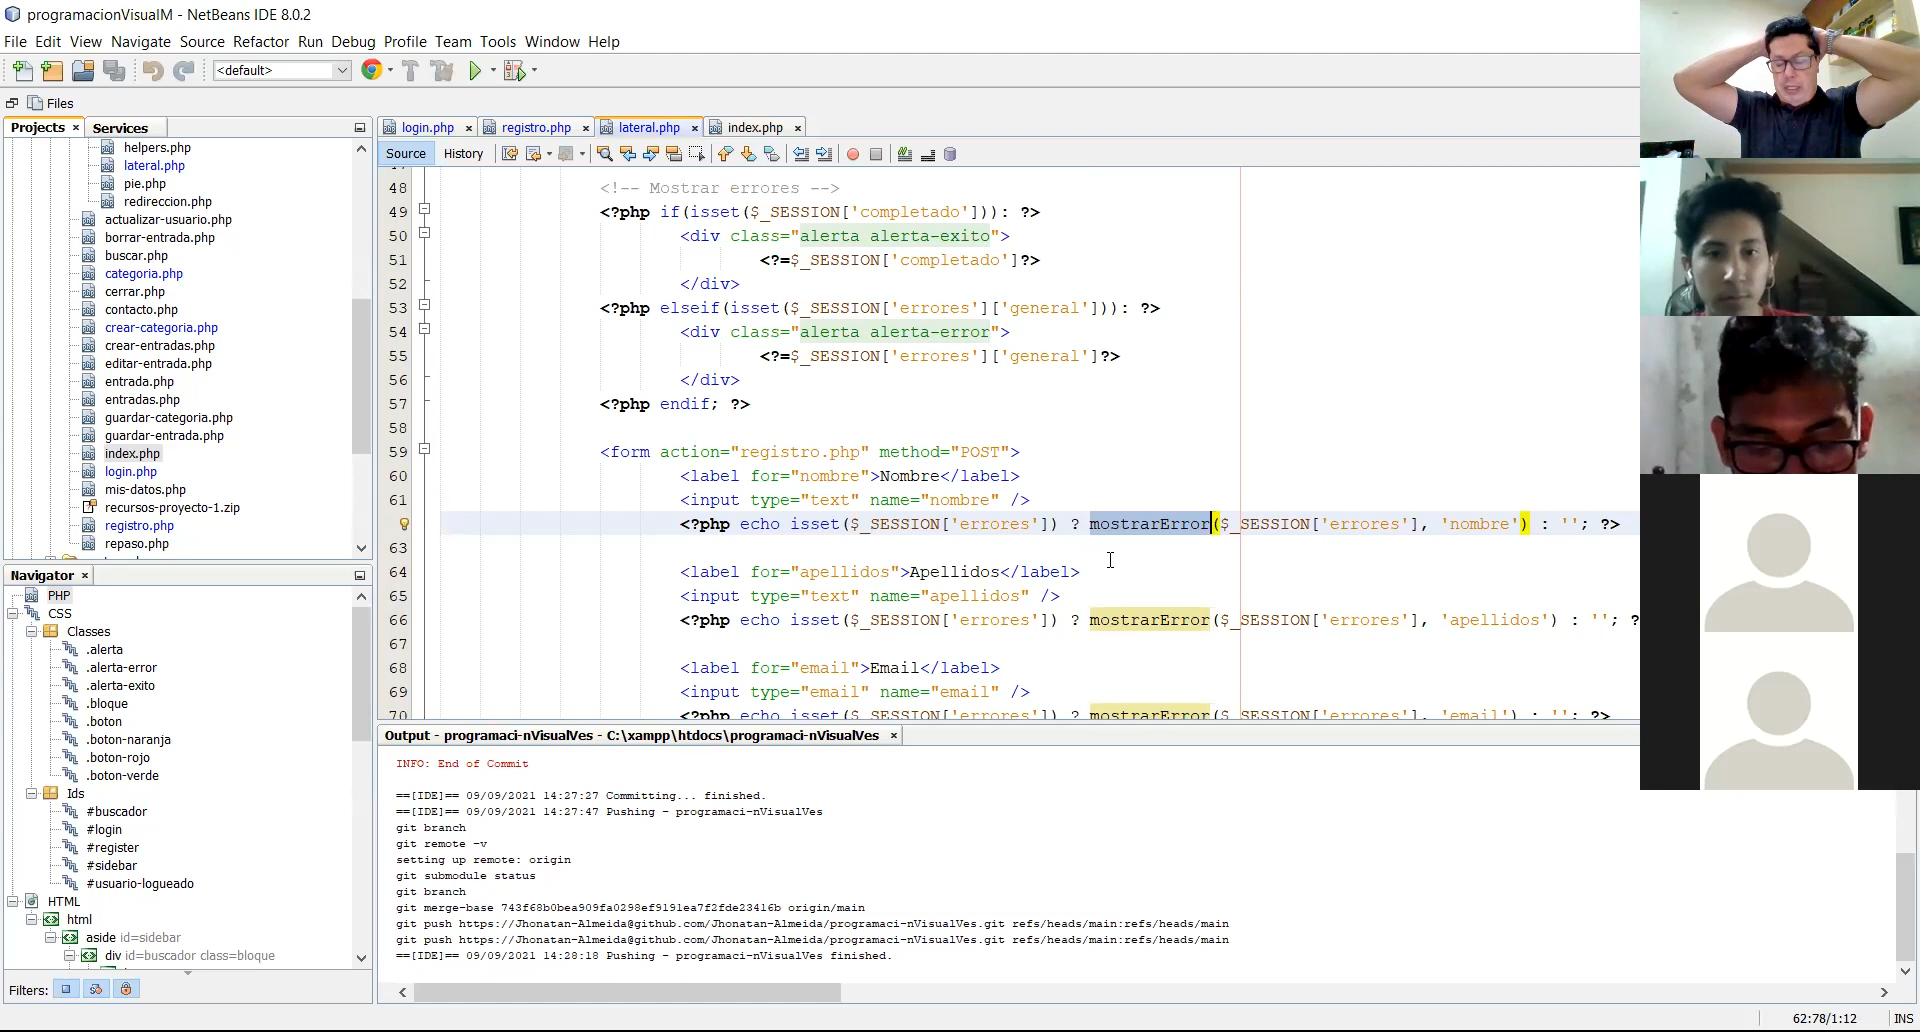 programacionVisualM - NetBeans IDE 8.0.2
File Edit View Navigate Source Refactor Run Debug Profile Team Tools Window Help
<default>
Files
Projects
Services
helpers.php
lateral.php
pie.php
redireccion.php
actualizar-usuario.php
borrar-entrada.php
buscar.php
categoria.php
cerrar.php
contacto.php
crear-categoria.php
crear-entradas.php
editar-entrada.php
entrada.php
entradas.php
guardar-categoria.php
guardar-entrada.php
index.php
login.php
mis-datos.php
recursos-proyecto-1.zip
registro.php
repaso.php
Navigator
PHP
CSS
Classes
.alerta
.alerta-error
.alerta-exito
.bloque
.boton
.boton-naranja
.boton-rojo
.boton-verde
Ids
#buscador
#login
#register
#sidebar
#usuario-logueado
HTML
html
aside id=sidebar
div id=buscador class=bloque
Filters:
login.php registro.php lateral.php index.php
Source History
48 <!-- Mostrar errores -->
49 <?php if(isset($_SESSION['completado'])): ?>
50 <div class="alerta alerta-exito">
51 <?=$_SESSION['completado']?>
52 </div>
53 <?php elseif(isset($_SESSION['errores']['general'])): ?>
54 <div class="alerta alerta-error">
55 <?=$_SESSION['errores']['general']?>
56 </div>
57 <?php endif; ?>
58
59 <form action="registro.php" method="POST">
60 <label for="nombre">Nombre</label>
61 <input type="text" name="nombre" />
<?php echo isset($_SESSION['errores']) ? mostrarError($_SESSION['errores'], 'nombre') : ''; ?>
63
64 <label for="apellidos">Apellidos</label>
65 <input type="text" name="apellidos" />
66 <?php echo isset($_SESSION['errores']) ? mostrarError($_SESSION['errores'], 'apellidos') : ''; ?
67
68 <label for="email">Email</label>
69 <input type="email" name="email" />
70 <?php echo isset($_SESSION['errores']) ? mostrarError($_SESSION['errores'], 'email') : ''; ?>
Output - programaci-nVisualVes - C:\xampp\htdocs\programaci-nVisualVes
INFO: End of Commit
==[IDE]== 09/09/2021 14:27:27 Committing... finished.
==[IDE]== 09/09/2021 14:27:47 Pushing - programaci-nVisualVes
git branch
git remote -v
setting up remote: origin
git submodule status
git branch
git merge-base 743f68b0bea909fa0298ef9191ea7f2fde23416b origin/main
git push https://Jhonatan-Almeida@github.com/Jhonatan-Almeida/programaci-nVisualVes.git refs/heads/main:refs/heads/main
git push https://Jhonatan-Almeida@github.com/Jhonatan-Almeida/programaci-nVisualVes.git refs/heads/main:refs/heads/main
==[IDE]== 09/09/2021 14:28:18 Pushing - programaci-nVisualVes finished.
62:78/1:12 INS